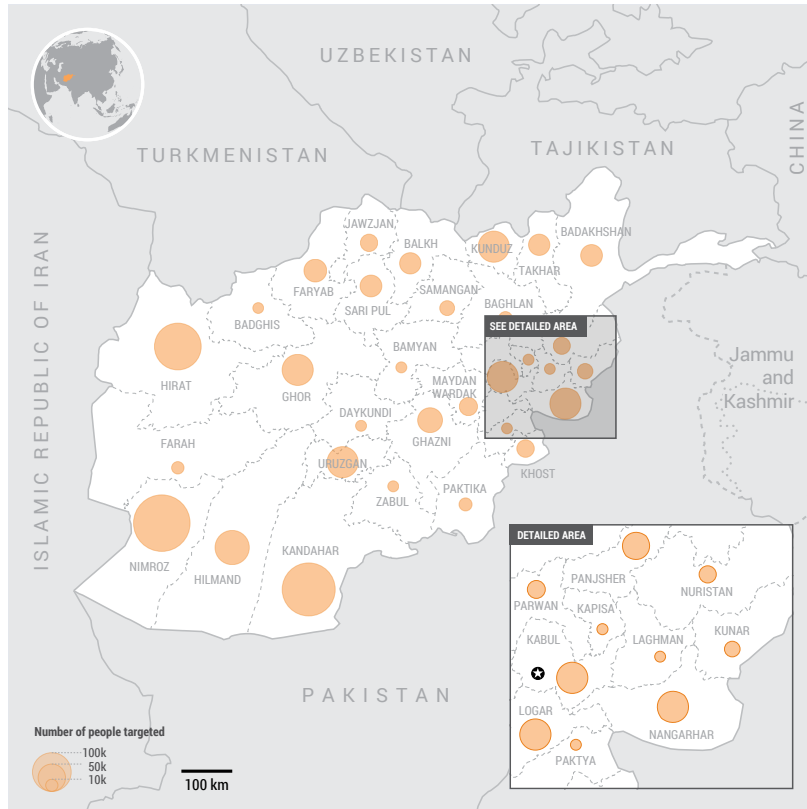 UZBEKISTAN
CHINA
TURKMENISTAN
TAJIKISTAN
ISLAMIC REPUBLIC OF IRAN
JAWZJAN
BALKH
KUNDUZ
BADAKHSHAN
TAKHAR
FARYAB
SARI PUL
SAMANGAN
BAGHLAN
BADGHIS
SEE DETAILED AREA
BAMYAN
Jammu
and
Kashmir
HIRAT
GHOR
MAYDAN
WARDAK
DAYKUNDI
GHAZNI
FARAH
URUZGAN
KHOST
ZABUL
PAKTIKA
NIMROZ
HILMAND
KANDAHAR
PAKISTAN
DETAILED AREA
PANJSHER
NURISTAN
PARWAN
KAPISA
KABUL
LAGHMAN
KUNAR
LOGAR
NANGARHAR
PAKTYA
Number of people targeted
100k
50k
10k
100 km